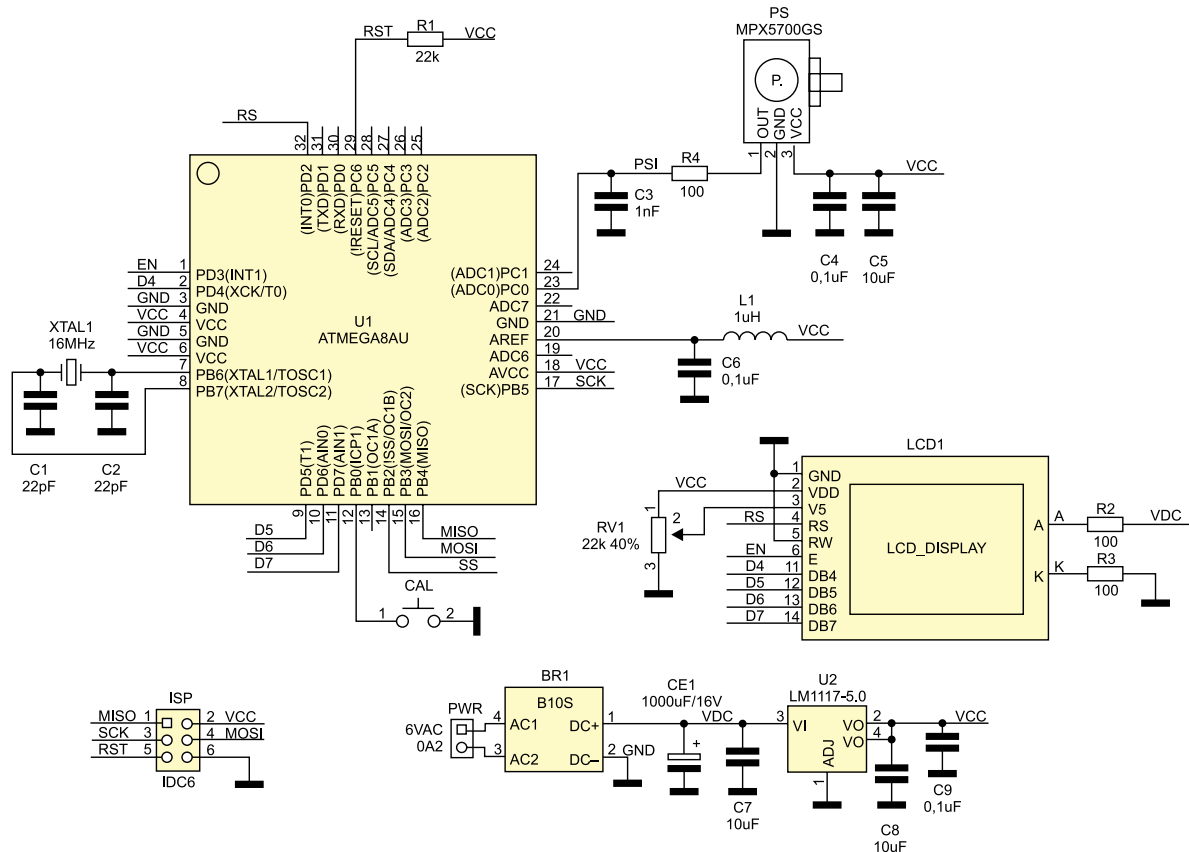 PS
MPX5700GS
P.
OUT
GND
VCC
1
2
3
RST
R1
22k
VCC
RS
32
31
30
29
28
27
26
25
(INT0)PD2
(TXD)PD1
(RXD)PD0
(!RESET)PC6
(SCL/ADC5)PC5
(SDA/ADC4)PC4
(ADC3)PC3
(ADC2)PC2
PSI
R4
100
C3
1nF
VCC
C4
0,1uF
C5
10uF
EN 1 PD3(INT1)
D4 2 PD4(XCK/T0)
GND 3 GND
VCC 4 VCC
GND 5 GND
VCC 6 VCC
7 PB6(XTAL1/TOSC1)
8 PB7(XTAL2/TOSC2)
U1
ATMEGA8AU
(ADC1)PC1 24
(ADC0)PC0 23
ADC7 22
GND 21 GND
AREF 20
ADC6 19
AVCC 18 VCC
(SCK)PB5 17 SCK
XTAL1
16MHz
C1
22pF
C2
22pF
L1
1uH
VCC
C6
0,1uF
PD5(T1)
PD6(AIN0)
PD7(AIN1)
PB0(ICP1)
PB1(OC1A)
PB2(!SS/OC1B)
PB3(MOSI/OC2)
PB4(MISO)
9
10
11
12
13
14
15
16
D5
D6
D7
MISO
MOSI
SS
CAL
1 2
LCD1
VCC
RV1
22k 40%
1
2
3
1 GND
2 VDD
3 V5
RS 4 RS
5 RW
EN 6 E
D4 11 DB4
D5 12 DB5
D6 13 DB6
D7 14 DB7
LCD_DISPLAY
A A
R2
100
VDC
K K
R3
100
ISP
MISO 1 2 VCC
SCK 3 4 MOSI
RST 5 6
IDC6
PWR
6VAC
0A2
BR1
B10S
4 AC1
3 AC2
DC+ 1
DC– 2 GND
CE1
1000uF/16V
VDC
+
C7
10uF
U2
LM1117-5.0
3 VI
VO 2
VO 4
ADJ
1
VCC
C8
10uF
C9
0,1uF